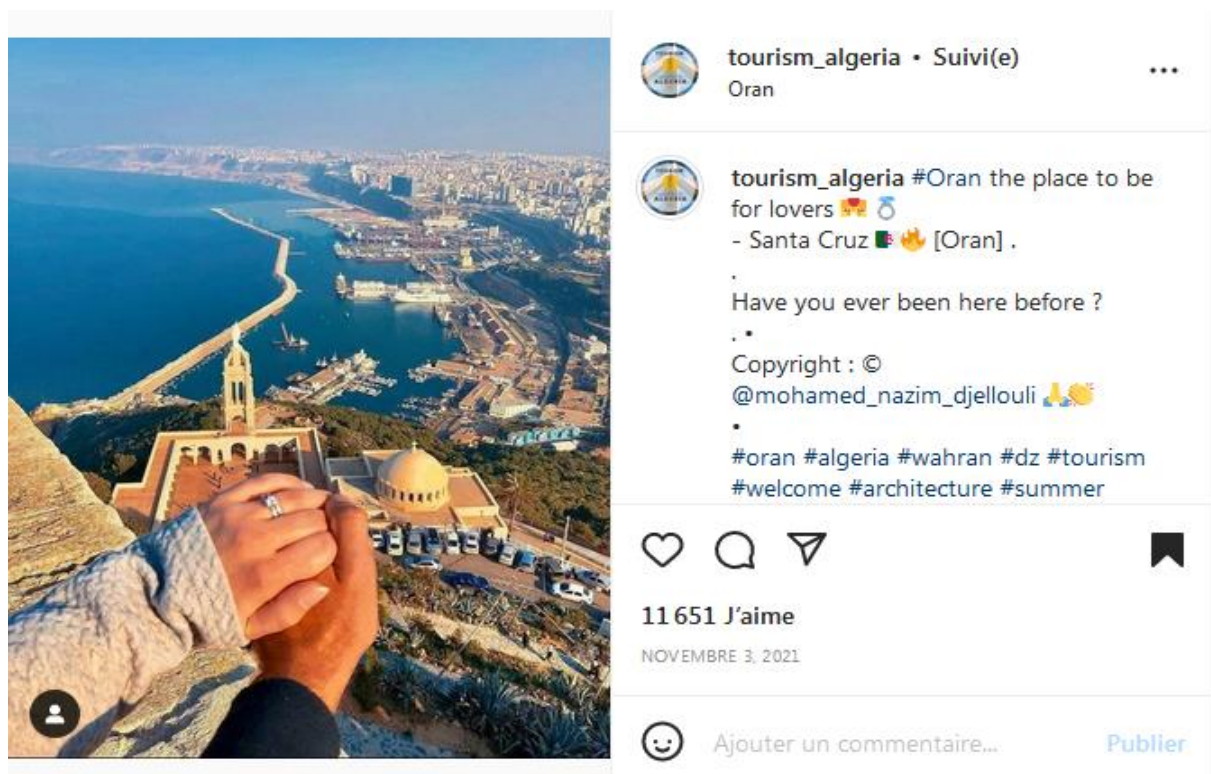 tourism_algeria • Suivi(e)
Oran
tourism_algeria #Oran the place to be
for lovers 💏 💍
- Santa Cruz 🇩🇿🔥 [Oran] .
.
Have you ever been here before ?
. •
Copyright : ©
@mohamed_nazim_djellouli 🙏👏
•
#oran #algeria #wahran #dz #tourism
#welcome #architecture #summer
11 651 J’aime
NOVEMBRE 3, 2021
Ajouter un commentaire...
Publier